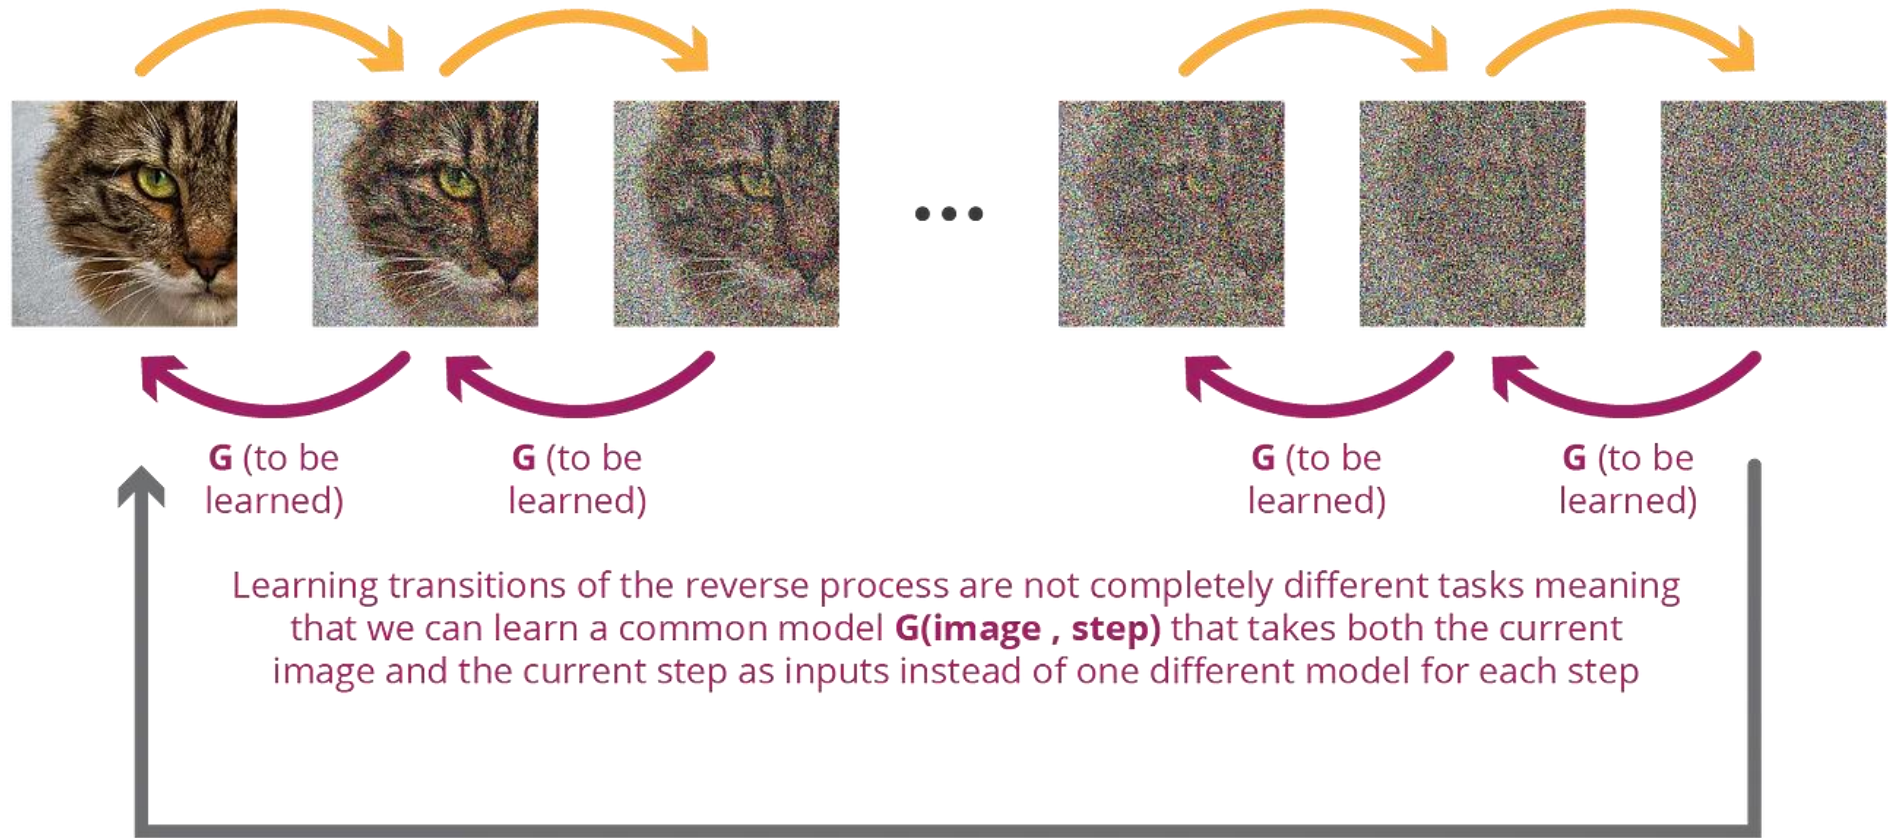 G (to be
learned)
G (to be
learned)
G (to be
learned)
G (to be
learned)
Learning transitions of the reverse process are not completely different tasks meaning
that we can learn a common model G(image , step) that takes both the current
image and the current step as inputs instead of one different model for each step